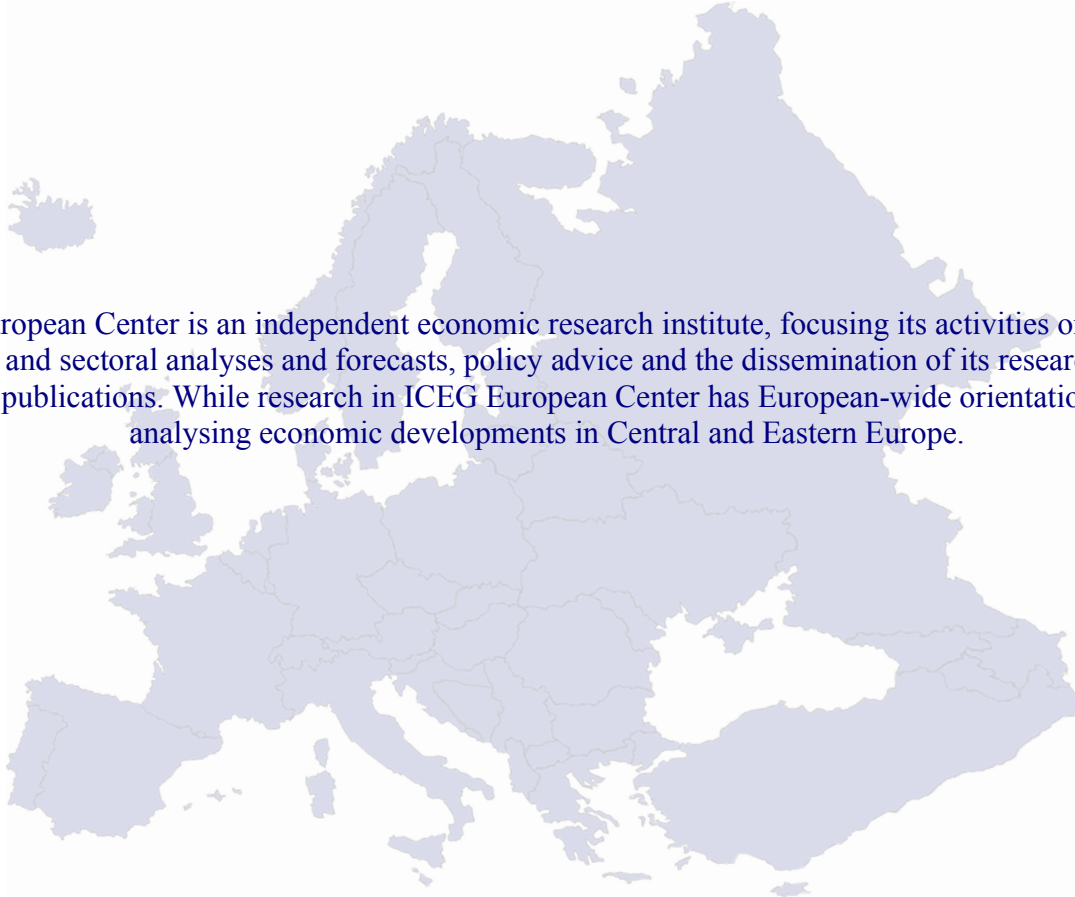 ropean Center is an independent economic research institute, focusing its activities o
and sectoral analyses and forecasts, policy advice and the dissemination of its resear
publications. While research in ICEG European Center has European-wide orientatio
analysing economic developments in Central and Eastern Europe.